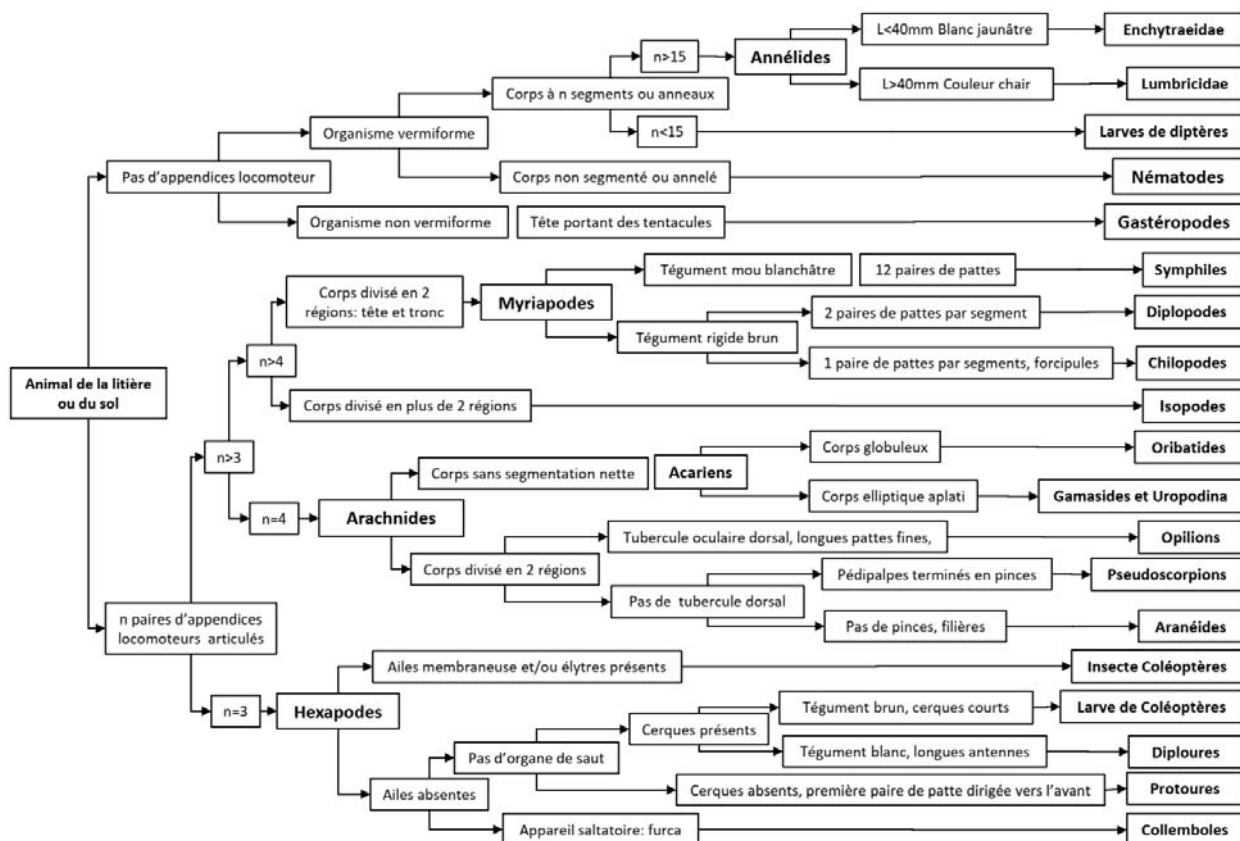 L<40mm Blanc jaunâtre
Enchytraeidae
n>15
Annélides
L>40mm Couleur chair
Lumbricidae
Corps à n segments ou anneaux
Organisme vermiforme
n<15
Larves de diptères
Pas d'appendices locomoteur
Corps non segmenté ou annelé
Nématodes
Organisme non vermiforme
Tête portant des tentacules
Gastéropodes
Tégument mou blanchâtre
12 paires de pattes
Symphiles
Corps divisé en 2
régions: tête et tronc
Myriapodes
2 paires de pattes par segment
Diplopodes
Tégument rigide brun
n>4
1 paire de pattes par segments, forcipules
Chilopodes
Animal de la litière
ou du sol
Corps divisé en plus de 2 régions
Isopodes
n>3
Corps globuleux
Oribatides
Corps sans segmentation nette
Acariens
Corps elliptique aplati
Gamasides et Uropodina
n=4
Arachnides
Tubercule oculaire dorsal, longues pattes fines,
Opilions
Corps divisé en 2 régions
Pédipalpes terminés en pinces
Pseudoscorpions
Pas de tubercule dorsal
n paires d'appendices
locomoteurs articulés
Pas de pinces, filières
Aranéides
Ailes membraneuse et/ou élytres présents
Insecte Coléoptères
n=3
Hexapodes
Tégument brun, cerques courts
Larve de Coléoptères
Cerques présents
Tégument blanc, longues antennes
Diploures
Pas d'organe de saut
Ailes absentes
Cerques absents, première paire de patte dirigée vers l'avant
Protoures
Appareil saltatoire: furca
Collemboles